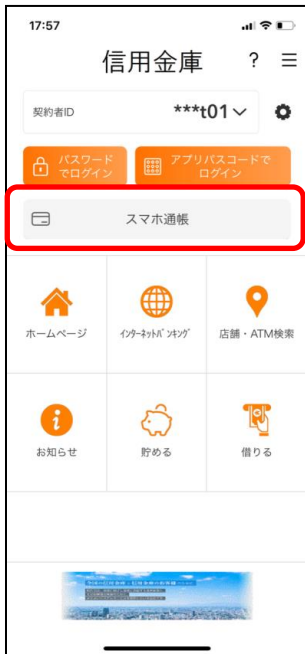 17:57
信用金庫
?
契約者ID
***t01
パスワード
でログイン
アプリパスコードで
ログイン
スマホ通帳
ホームページ
インターネットバンキング
店舗・ATM検索
お知らせ
貯める
借りる